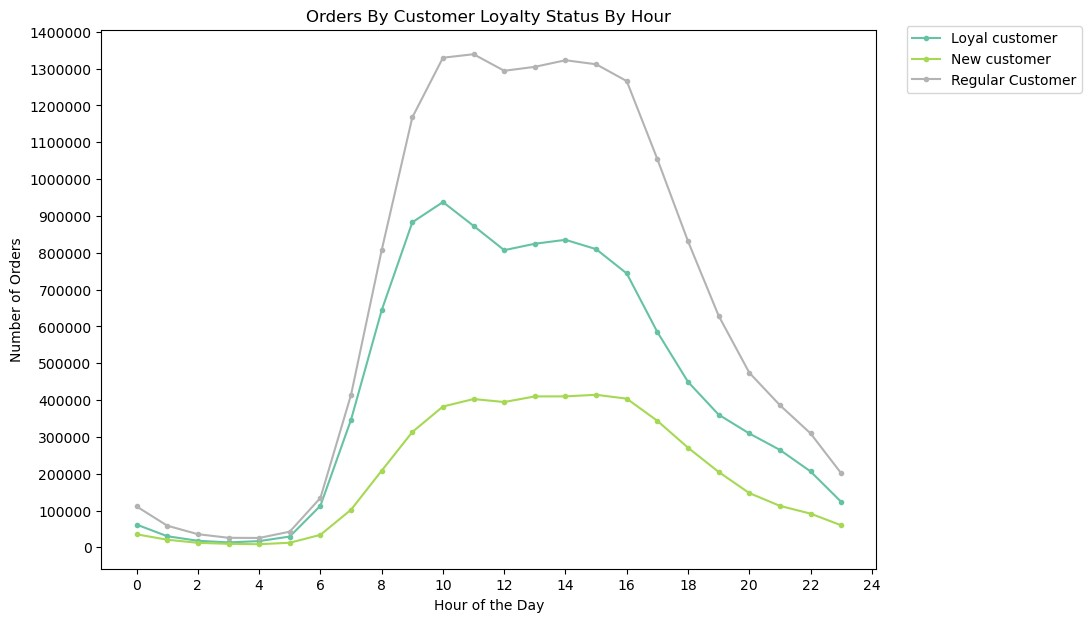 Orders By Customer Loyalty Status By Hour
Loyal customer
New customer
Regular Customer
Number of Orders
1400000
1300000
1200000
1100000
1000000
900000
800000
700000
600000
500000
400000
300000
200000
100000
0
0 2 4 6 8 10 12 14 16 18 20 22 24
Hour of the Day